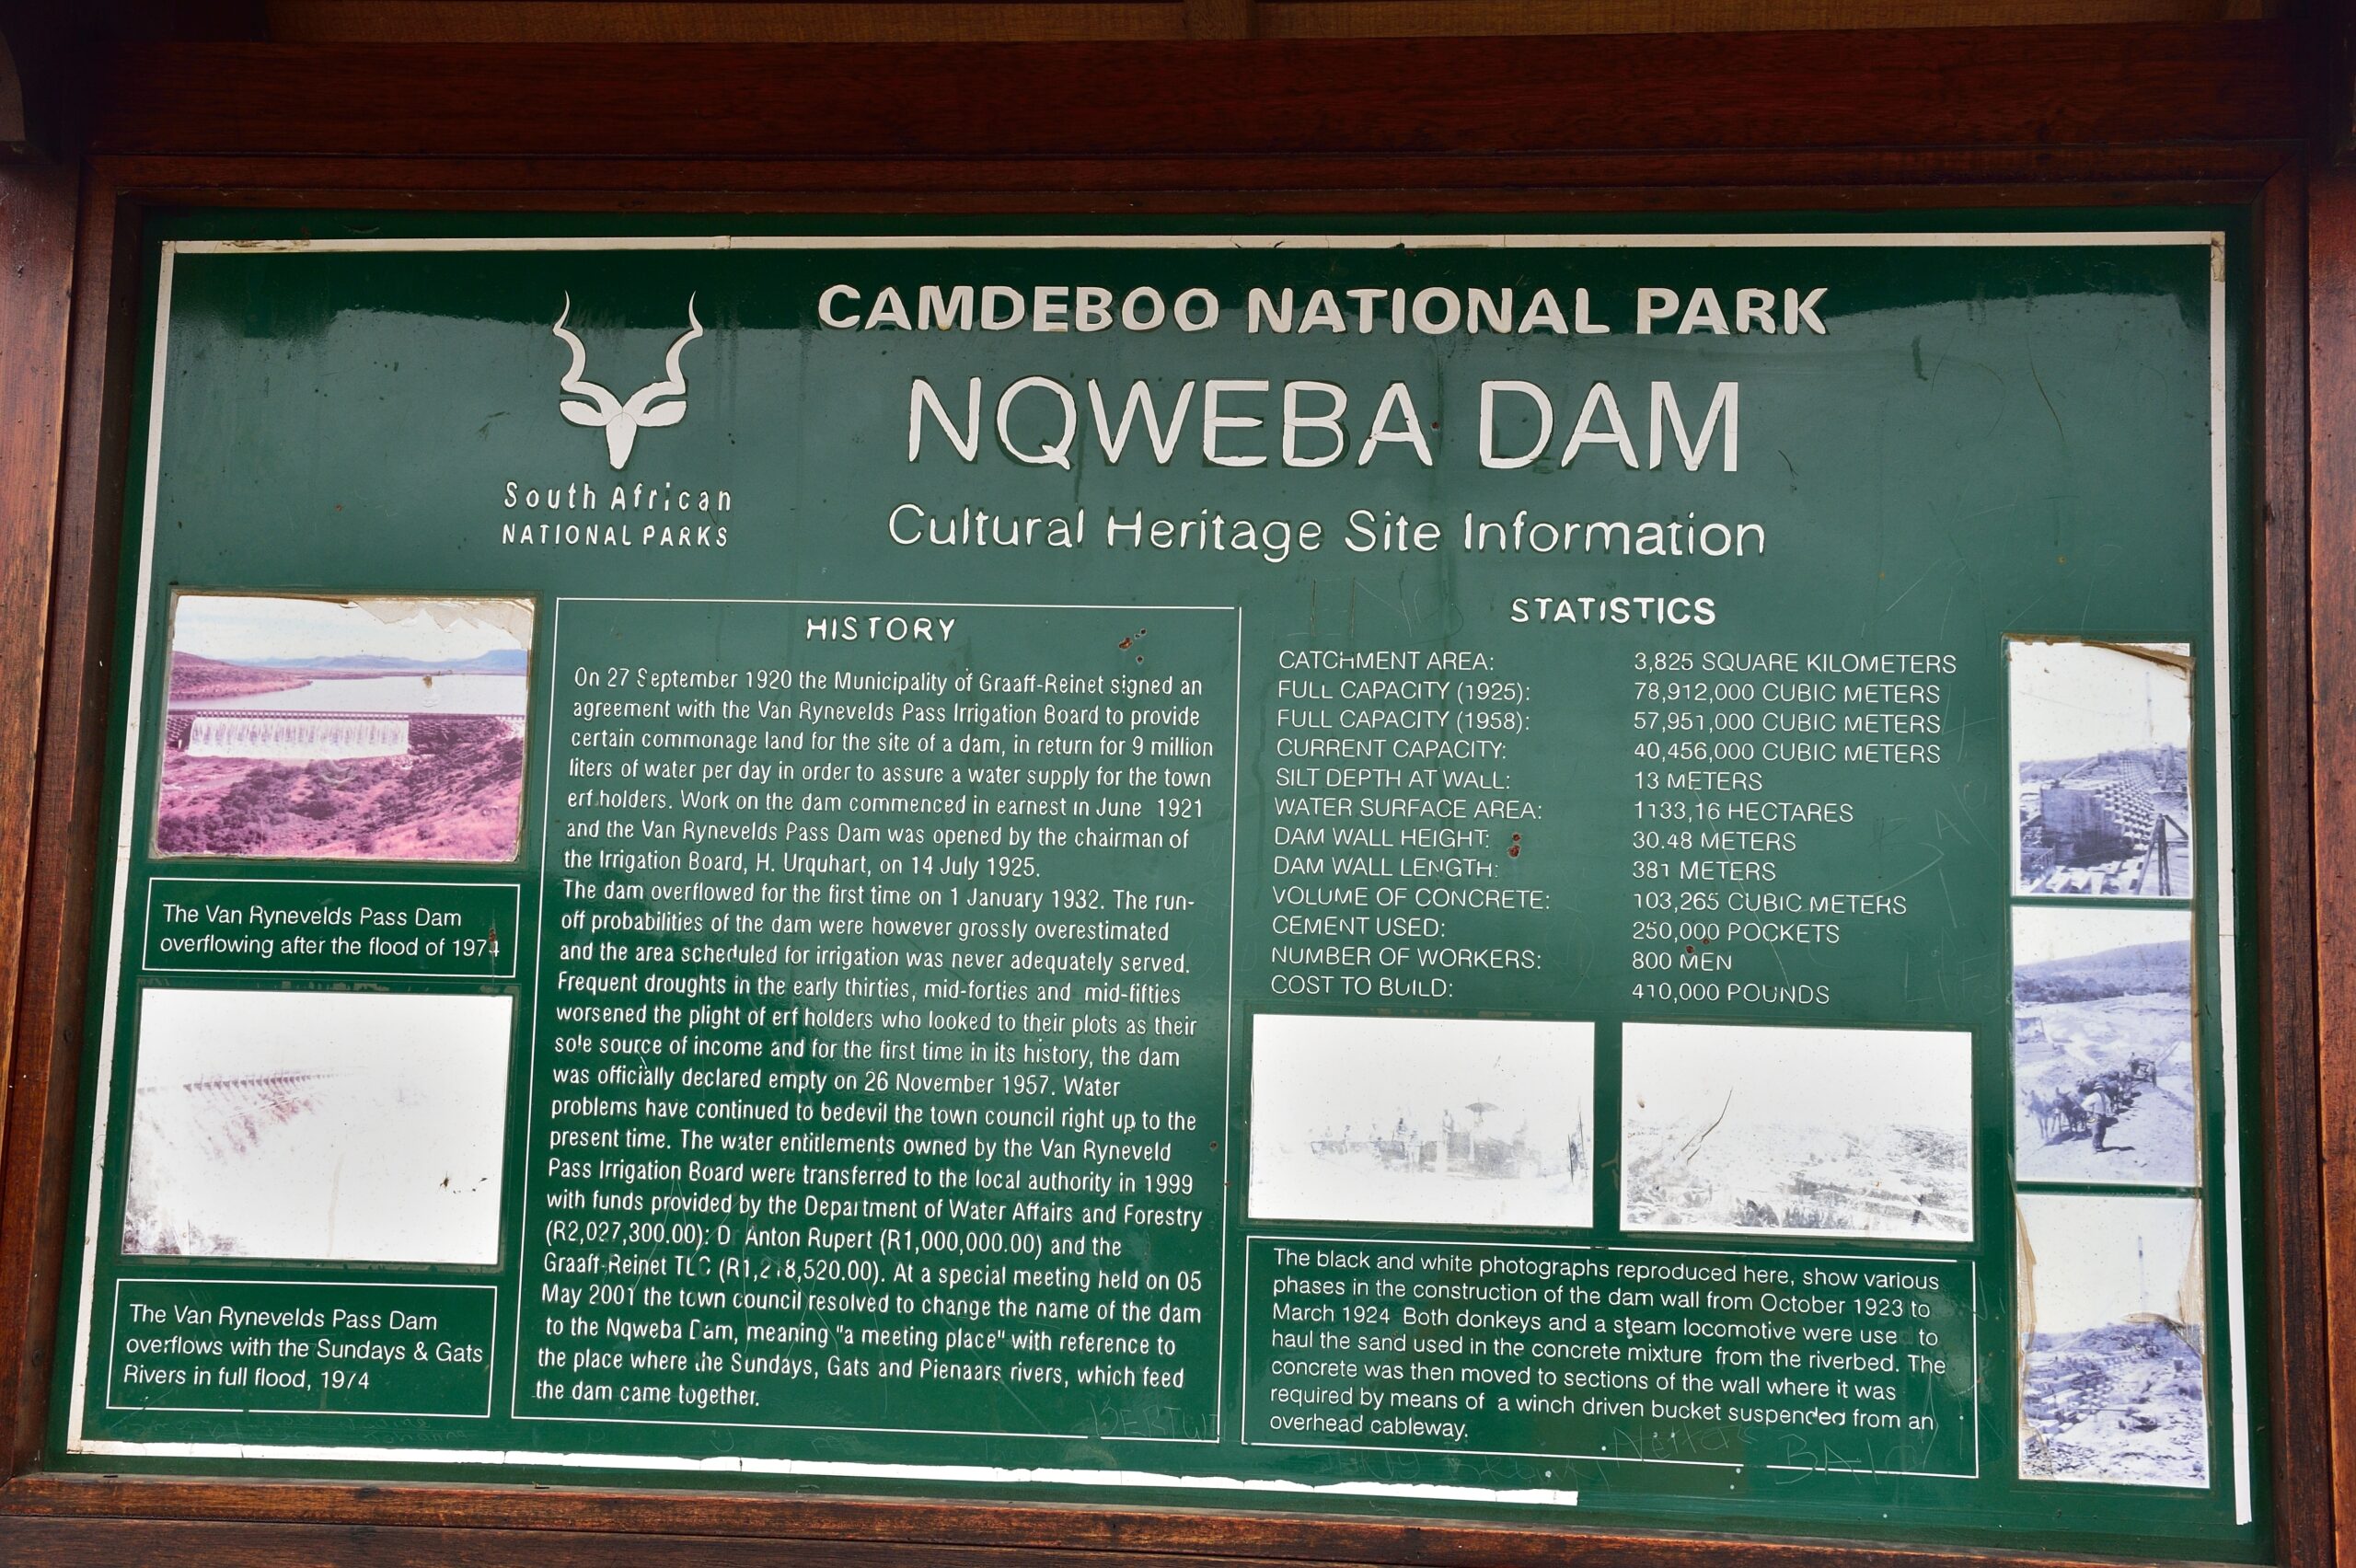 CAMDEBOO NATIONAL PARK
NQWEBA DAM
Cultural Heritage Site Information
South African
NATIONAL PARKS
The Van Rynevelds Pass Dam
overflowing after the flood of 1974
The Van Rynevelds Pass Dam
overflows with the Sundays & Gats
Rivers in full flood, 1974
HISTORY
On 27 September 1920 the Municipality of Graaff-Reinet signed an
agreement with the Van Rynevelds Pass Irrigation Board to provide
certain commonage land for the site of a dam, in return for 9 million
liters of water per day in order to assure a water supply for the town
erf holders. Work on the dam commenced in earnest in June 1921
and the Van Rynevelds Pass Dam was opened by the chairman of
the Irrigation Board, H. Urquhart, on 14 July 1925.
The dam overflowed for the first time on 1 January 1932. The run-
off probabilities of the dam were however grossly overestimated
and the area scheduled for irrigation was never adequately served.
Frequent droughts in the early thirties, mid-forties and mid-fifties
worsened the plight of erf holders who looked to their plots as their
sole source of income and for the first time in its history, the dam
was officially declared empty on 26 November 1957. Water
problems have continued to bedevil the town council right up to the
present time. The water entitlements owned by the Van Ryneveld
Pass Irrigation Board were transferred to the local authority in 1999
with funds provided by the Department of Water Affairs and Forestry
(R2,027,300.00): D Anton Rupert (R1,000,000.00) and the
Graaff-Reinet TLC (R1,218,520.00). At a special meeting held on 05
May 2001 the town council resolved to change the name of the dam
to the Nqweba Dam, meaning "a meeting place" with reference to
the place where the Sundays, Gats and Pienaars rivers, which feed
the dam came together.
STATISTICS
CATCHMENT AREA: 3,825 SQUARE KILOMETERS
FULL CAPACITY (1925): 78,912,000 CUBIC METERS
FULL CAPACITY (1958): 57,951,000 CUBIC METERS
CURRENT CAPACITY: 40,456,000 CUBIC METERS
SILT DEPTH AT WALL: 13 METERS
WATER SURFACE AREA: 1133,16 HECTARES
DAM WALL HEIGHT: 30.48 METERS
DAM WALL LENGTH: 381 METERS
VOLUME OF CONCRETE: 103,265 CUBIC METERS
CEMENT USED: 250,000 POCKETS
NUMBER OF WORKERS: 800 MEN
COST TO BUILD: 410,000 POUNDS
The black and white photographs reproduced here, show various
phases in the construction of the dam wall from October 1923 to
March 1924 Both donkeys and a steam locomotive were use to
haul the sand used in the concrete mixture from the riverbed. The
concrete was then moved to sections of the wall where it was
required by means of a winch driven bucket suspended from an
overhead cableway.